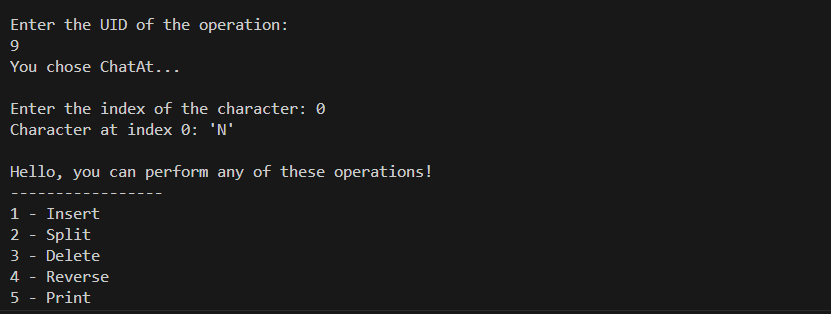 Enter the UID of the operation:
9
You chose ChatAt...
Enter the index of the character: 0
Character at index 0: 'N'
Hello, you can perform any of these operations!
-----------------
1 - Insert
2 - Split
3 - Delete
4 - Reverse
5 - Print